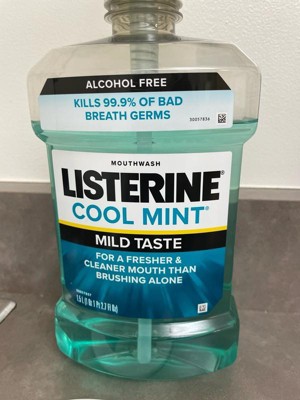 ALCOHOL FREE
KILLS 99.9% OF BAD
BREATH GERMS
MOUTHWASH
LISTERINE®
COOL MINT®
MILD TASTE
FOR A FRESHER &
CLEANER MOUTH THAN
BRUSHING ALONE